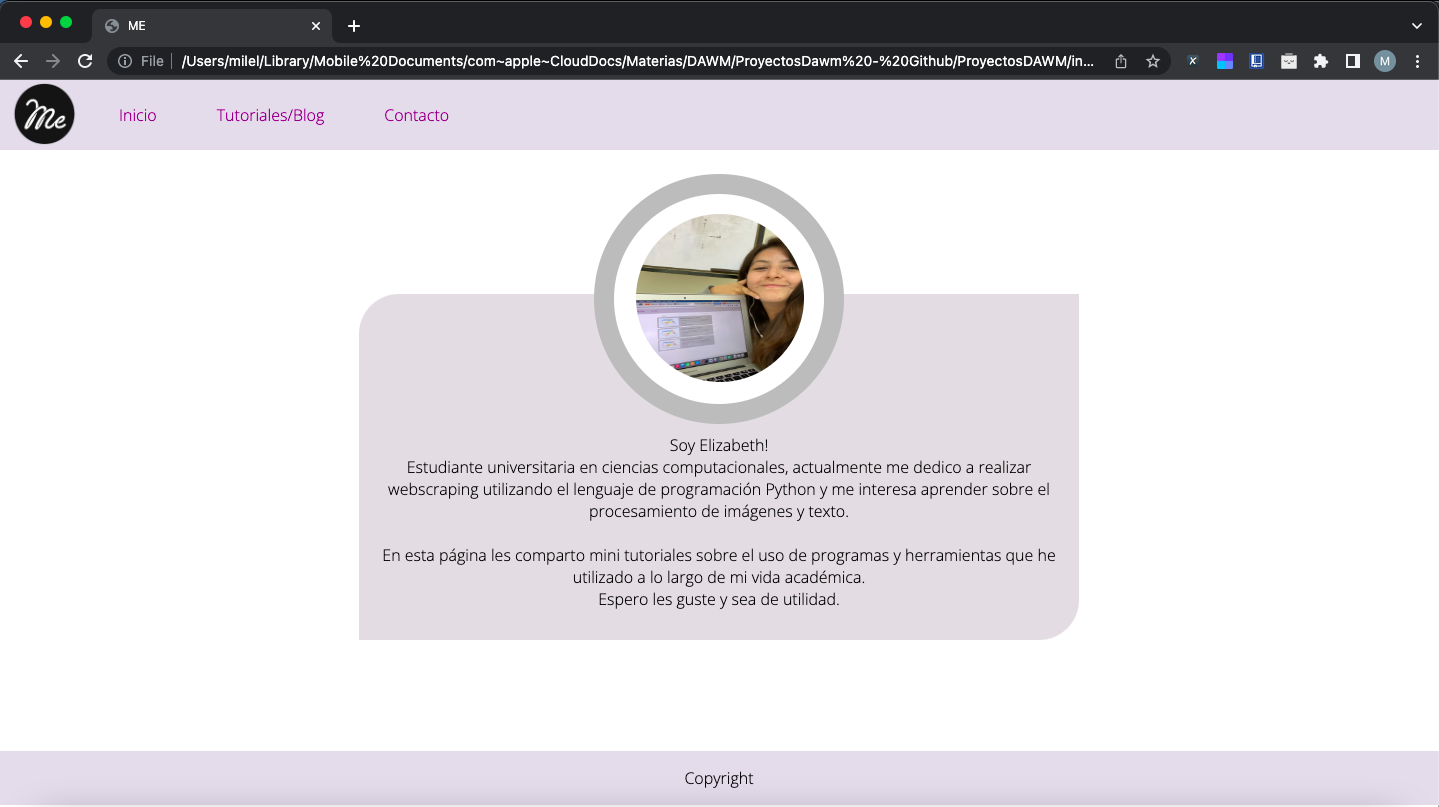 ME
File
/Users/milel/Library/Mobile%20Documents/com~apple~CloudDocs/Materias/DAWM/ProyectosDawm%20-%20Github/ProyectosDAWM/in...
M
Me
Inicio
Tutoriales/Blog
Contacto
Soy Elizabeth!
Estudiante universitaria en ciencias computacionales, actualmente me dedico a realizar
webscraping utilizando el lenguaje de programación Python y me interesa aprender sobre el
procesamiento de imágenes y texto.
En esta página les comparto mini tutoriales sobre el uso de programas y herramientas que he
utilizado a lo largo de mi vida académica.
Espero les guste y sea de utilidad.
Copyright